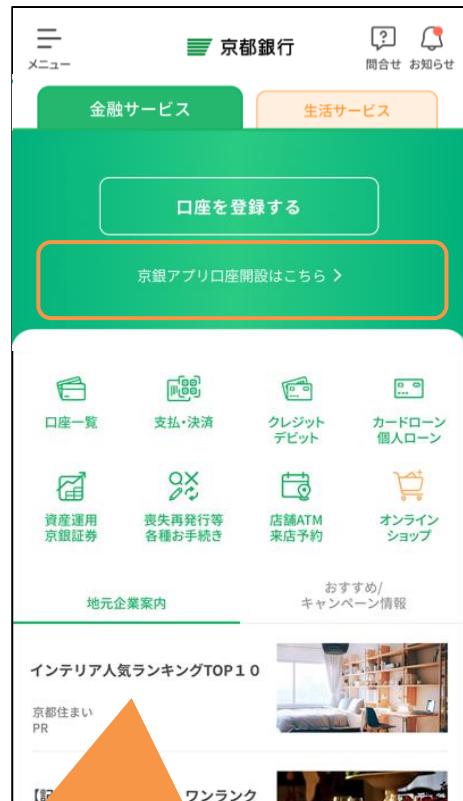 京都銀行
メニュー
問合せ
お知らせ
金融サービス
生活サービス
口座を登録する
京銀アプリ口座開設はこちら
口座一覧
支払・決済
クレジット
デビット
カードローン
個人ローン
資産運用
京銀証券
喪失再発行等
各種お手続き
店舗ATM
来店予約
オンライン
ショップ
地元企業案内
おすすめ/
キャンペーン情報
インテリア人気ランキングTOP１０
京都住まい
PR
ワンランク